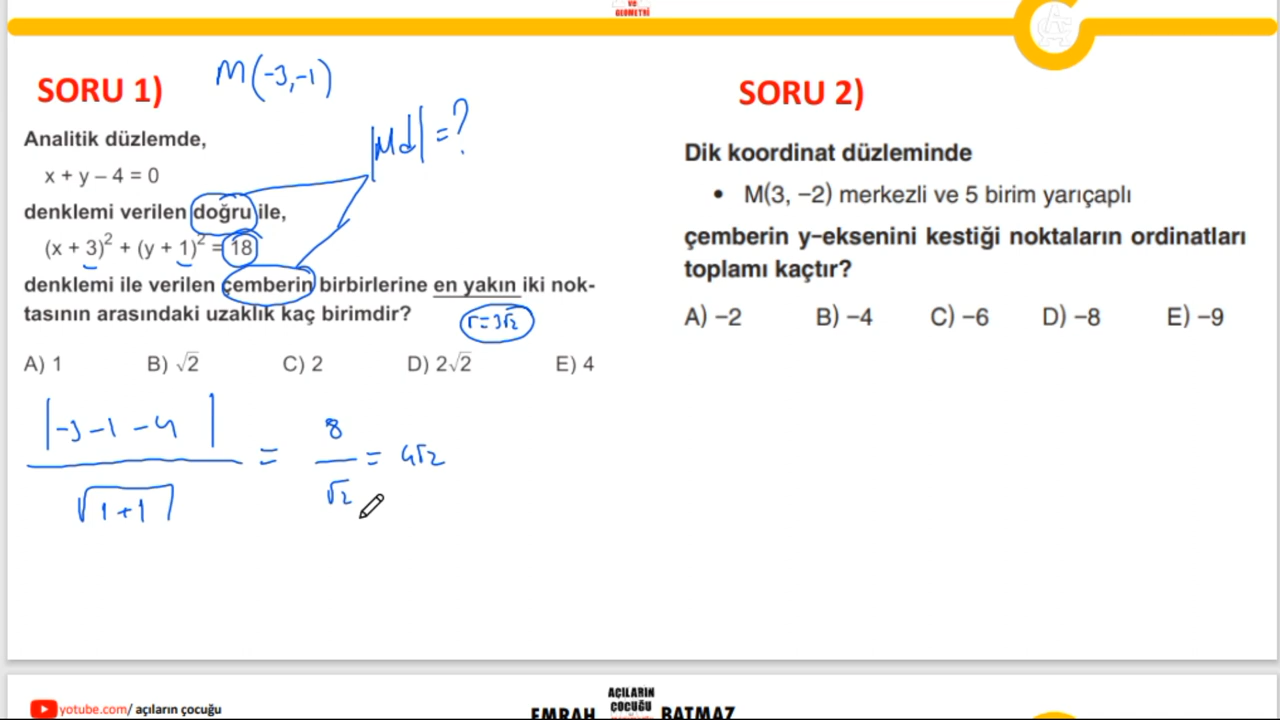 ve
GEOMETRİ
SORU 1)
M(-3,-1)
Analitik düzlemde,
|Md|=?
x + y – 4 = 0
denklemi verilen doğru ile,
(x + 3)² + (y + 1)² = 18
denklemi ile verilen çemberin birbirlerine en yakın iki nok-
tasının arasındaki uzaklık kaç birimdir?
r=3√2
A) 1 B) √2 C) 2 D) 2√2 E) 4
|-3-1-4| / √1+1 = 8 / √2 = 4√2
SORU 2)
Dik koordinat düzleminde
• M(3, –2) merkezli ve 5 birim yarıçaplı
çemberin y-eksenini kestiği noktaların ordinatları
toplamı kaçtır?
A) –2 B) –4 C) –6 D) –8 E) –9
yotube.com/ açıların çocuğu
AÇILARIN
ÇOCUĞU
EMRAH BATMAZ